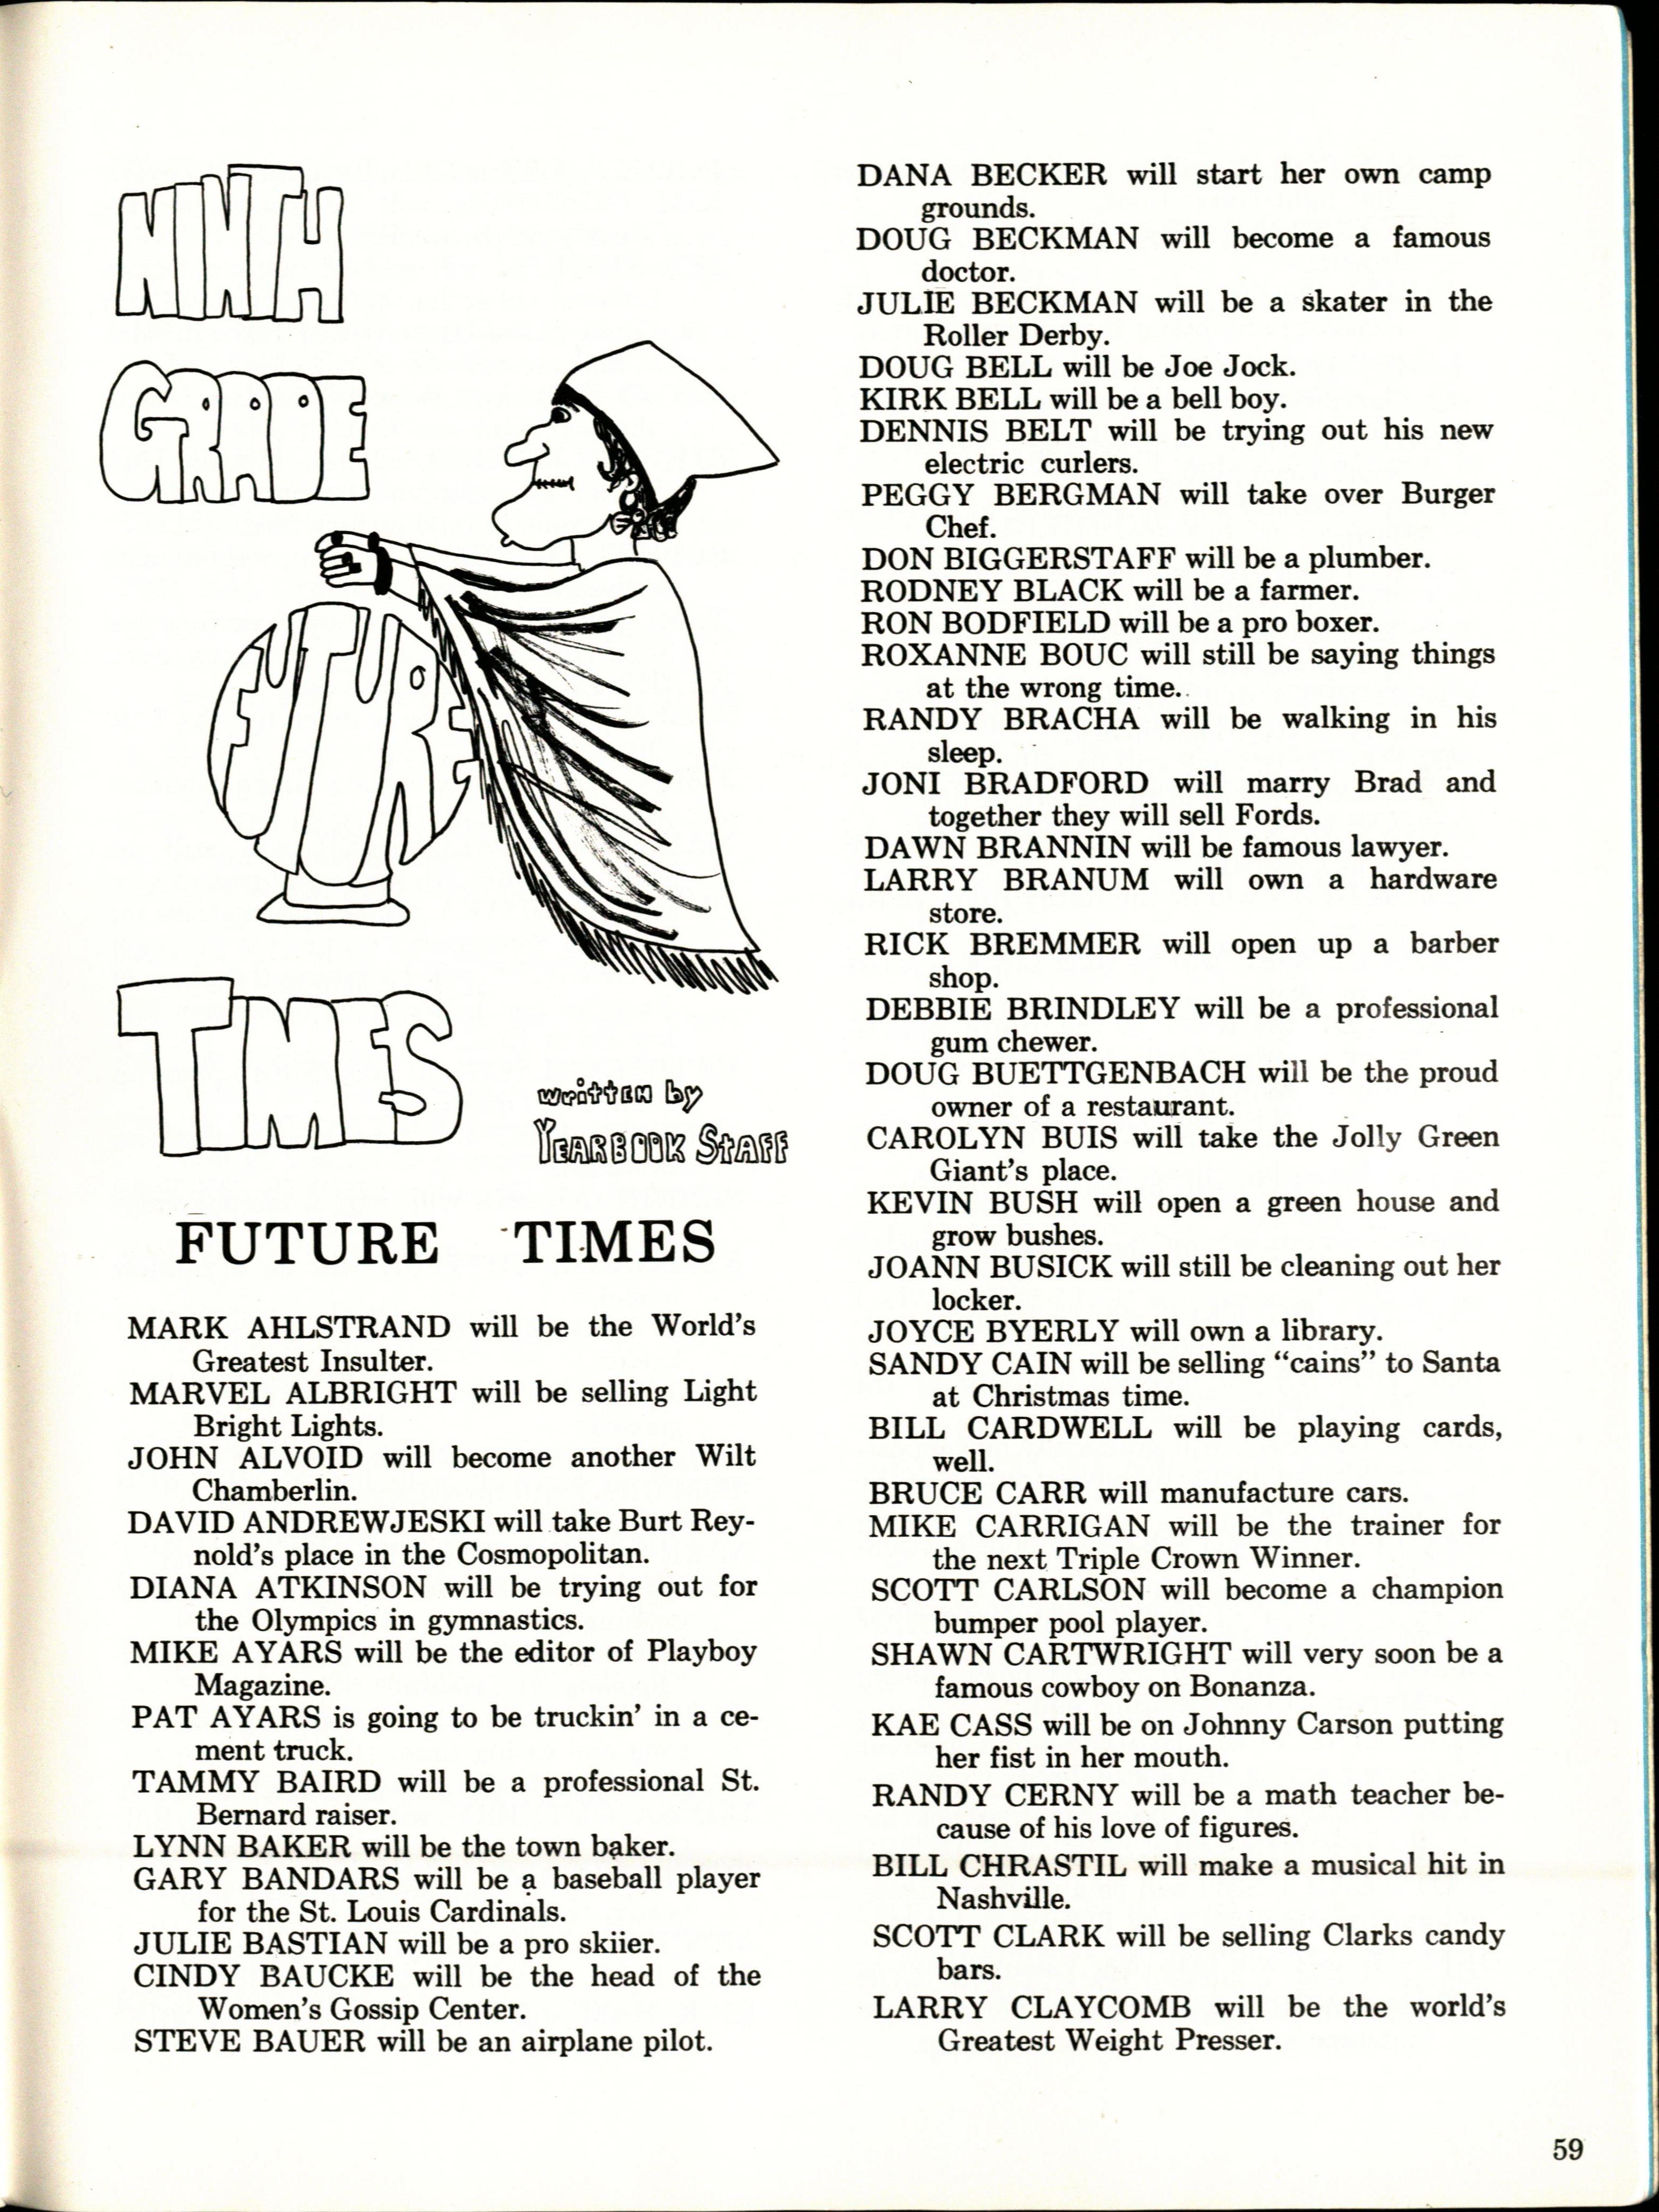 NINTH
GRADE
FUTURE
TIMES
written by
YEARBOOK STAFF
FUTURE TIMES
MARK AHLSTRAND will be the World's
Greatest Insulter.
MARVEL ALBRIGHT will be selling Light
Bright Lights.
JOHN ALVOID will become another Wilt
Chamberlin.
DAVID ANDREWJESKI will take Burt Rey-
nold's place in the Cosmopolitan.
DIANA ATKINSON will be trying out for
the Olympics in gymnastics.
MIKE AYARS will be the editor of Playboy
Magazine.
PAT AYARS is going to be truckin' in a ce-
ment truck.
TAMMY BAIRD will be a professional St.
Bernard raiser.
LYNN BAKER will be the town baker.
GARY BANDARS will be a baseball player
for the St. Louis Cardinals.
JULIE BASTIAN will be a pro skiier.
CINDY BAUCKE will be the head of the
Women's Gossip Center.
STEVE BAUER will be an airplane pilot.
DANA BECKER will start her own camp
grounds.
DOUG BECKMAN will become a famous
doctor.
JULIE BECKMAN will be a skater in the
Roller Derby.
DOUG BELL will be Joe Jock.
KIRK BELL will be a bell boy.
DENNIS BELT will be trying out his new
electric curlers.
PEGGY BERGMAN will take over Burger
Chef.
DON BIGGERSTAFF will be a plumber.
RODNEY BLACK will be a farmer.
RON BODFIELD will be a pro boxer.
ROXANNE BOUC will still be saying things
at the wrong time.
RANDY BRACHA will be walking in his
sleep.
JONI BRADFORD will marry Brad and
together they will sell Fords.
DAWN BRANNIN will be famous lawyer.
LARRY BRANUM will own a hardware
store.
RICK BREMMER will open up a barber
shop.
DEBBIE BRINDLEY will be a professional
gum chewer.
DOUG BUETTGENBACH will be the proud
owner of a restaurant.
CAROLYN BUIS will take the Jolly Green
Giant's place.
KEVIN BUSH will open a green house and
grow bushes.
JOANN BUSICK will still be cleaning out her
locker.
JOYCE BYERLY will own a library.
SANDY CAIN will be selling “cains” to Santa
at Christmas time.
BILL CARDWELL will be playing cards,
well.
BRUCE CARR will manufacture cars.
MIKE CARRIGAN will be the trainer for
the next Triple Crown Winner.
SCOTT CARLSON will become a champion
bumper pool player.
SHAWN CARTWRIGHT will very soon be a
famous cowboy on Bonanza.
KAE CASS will be on Johnny Carson putting
her fist in her mouth.
RANDY CERNY will be a math teacher be-
cause of his love of figures.
BILL CHRASTIL will make a musical hit in
Nashville.
SCOTT CLARK will be selling Clarks candy
bars.
LARRY CLAYCOMB will be the world's
Greatest Weight Presser.
59